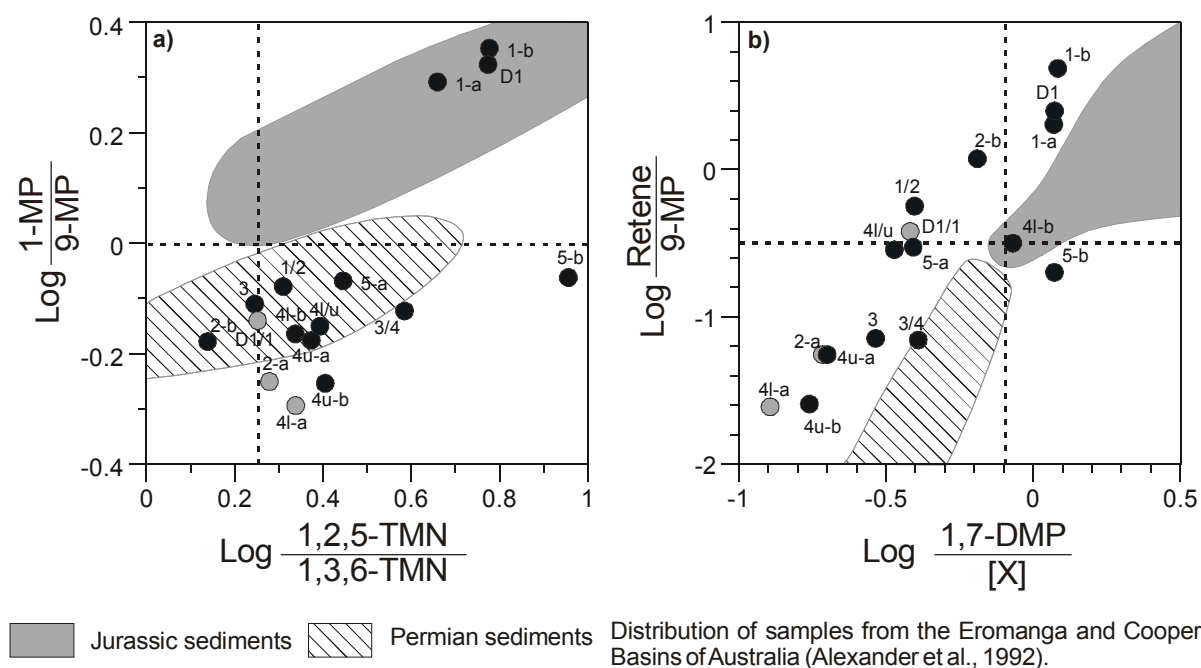 a)
0.4
0.2
0
-0.2
-0.4
Log 1-MP
9-MP
1-b
D1
1-a
5-b
1/2
5-a
3
4l-b
4l/u
3/4
2-b
D1/1
4u-a
2-a
4u-b
4l-a
0 0.2 0.4 0.6 0.8 1
Log 1,2,5-TMN
1,3,6-TMN
b)
1
0
-1
-2
Log Retene
9-MP
1-b
D1
1-a
2-b
1/2
D1/1
4l/u
4l-b
5-a
5-b
3
3/4
2-a
4u-a
4l-a
4u-b
-1 -0.5 0 0.5
Log 1,7-DMP
[X]
Jurassic sediments
Permian sediments
Distribution of samples from the Eromanga and Cooper
Basins of Australia (Alexander et al., 1992).